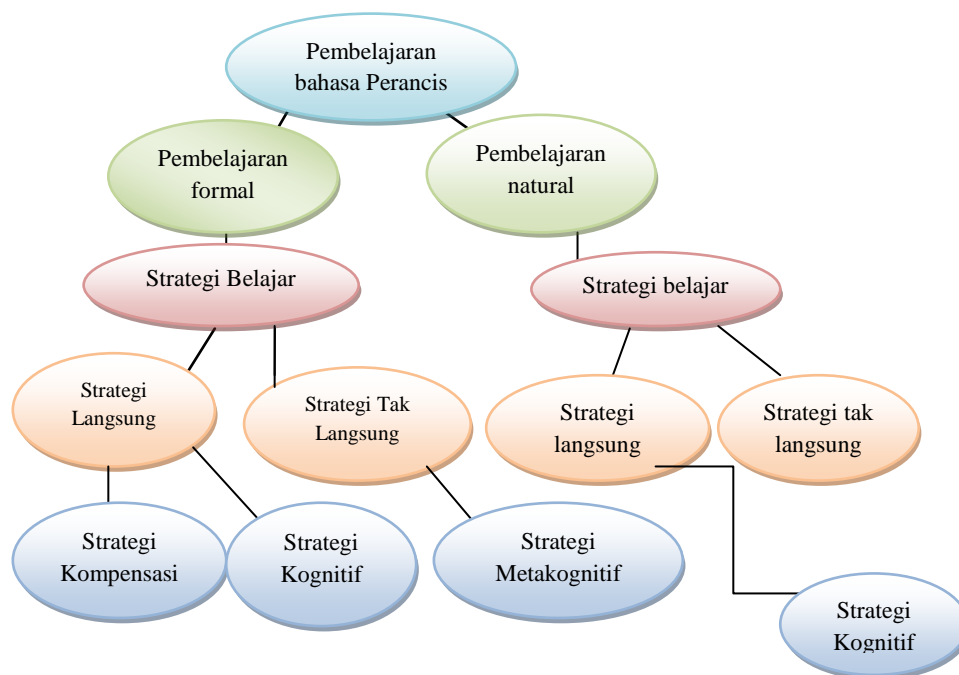 Pembelajaran
bahasa Perancis
Pembelajaran
formal
Pembelajaran
natural
Strategi Belajar
Strategi belajar
Strategi
Langsung
Strategi Tak
Langsung
Strategi
langsung
Strategi tak
langsung
Strategi
Kompensasi
Strategi
Kognitif
Strategi
Metakognitif
Strategi
Kognitif